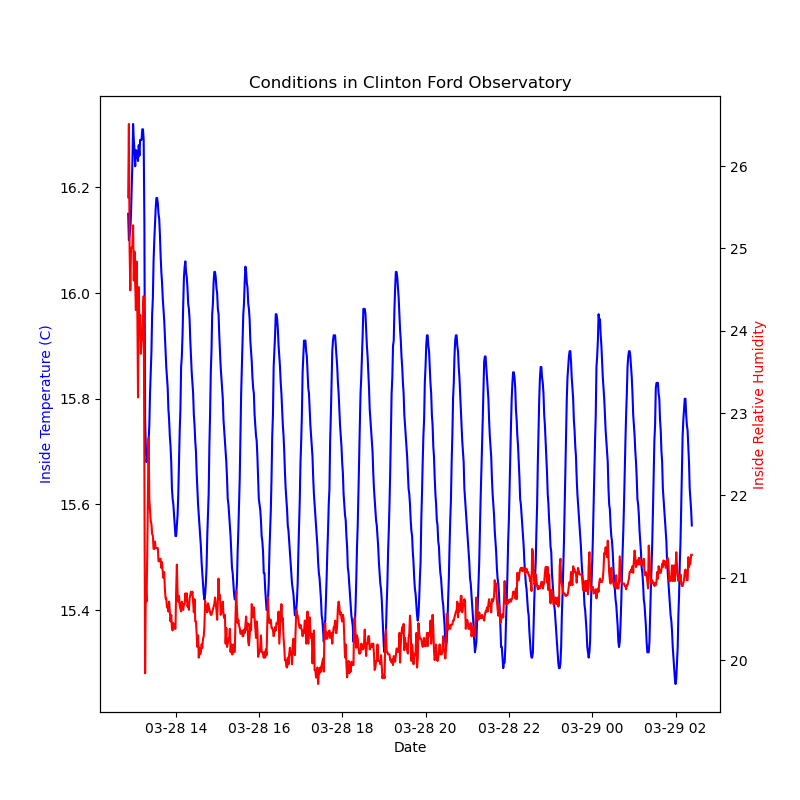 Conditions in Clinton Ford Observatory
Inside Temperature (C)
16.2
16.0
15.8
15.6
15.4
26
25
24
23
22
21
20
Inside Relative Humidity
03-28 14 03-28 16 03-28 18 03-28 20 03-28 22 03-29 00 03-29 02
Date